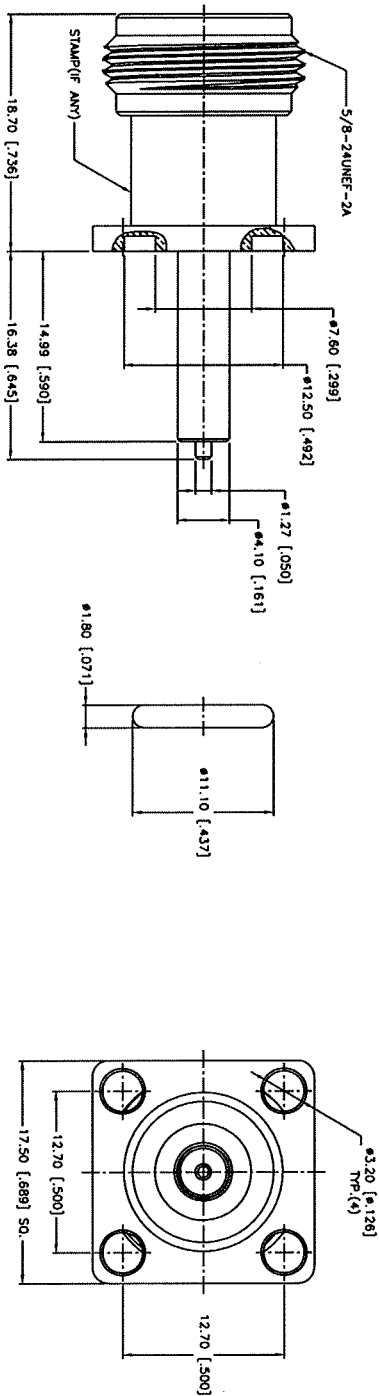 5/8-24UNEF-2A
STAMP(IF ANY)
18.70 [.736]
16.38 [.645]
14.99 [.590]
ø7.60 [.299]
ø12.50 [.492]
ø1.27 [.050]
ø4.10 [.161]
ø1.80 [.071]
ø11.10 [.437]
ø3.20 [ø.126]
TYP.(4)
12.70 [.500]
17.50 [.689] SQ.
12.70 [.500]